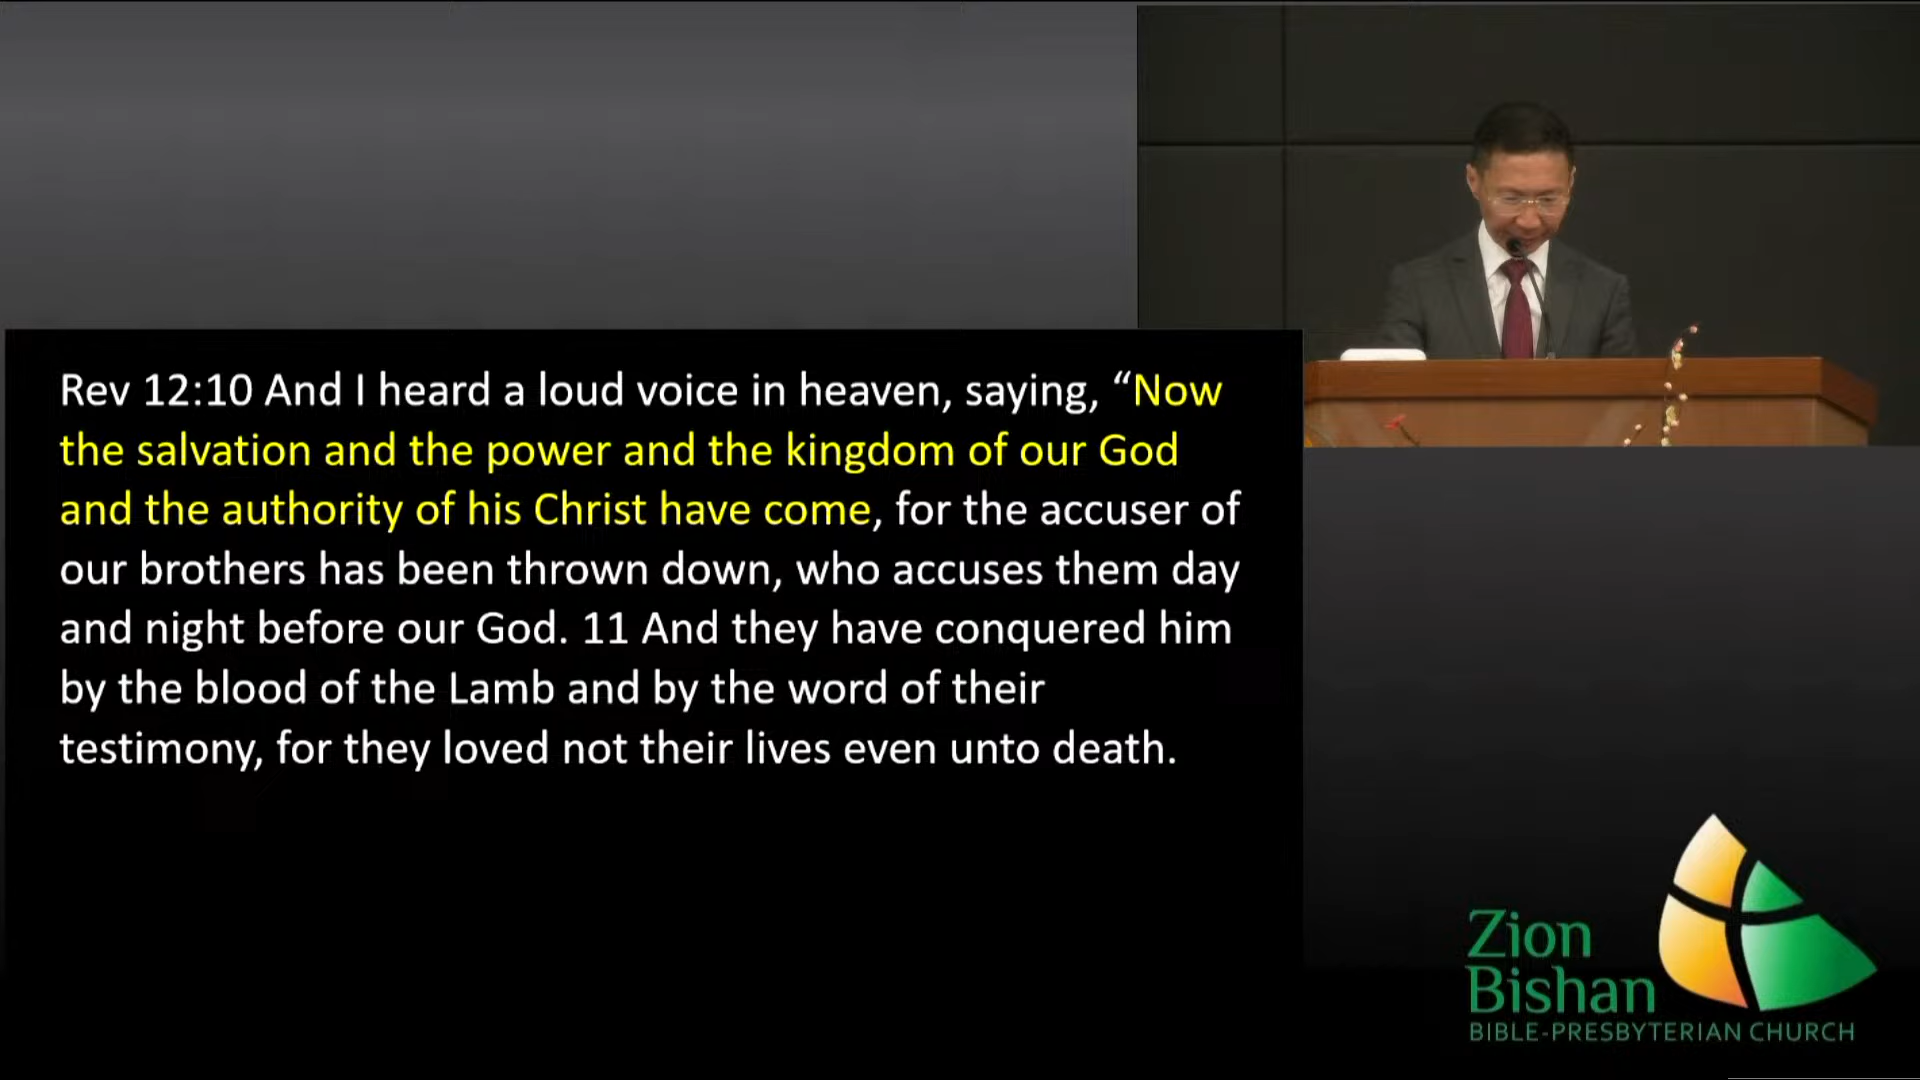 Rev 12:10 And I heard a loud voice in heaven, saying, “Now
the salvation and the power and the kingdom of our God
and the authority of his Christ have come, for the accuser of
our brothers has been thrown down, who accuses them day
and night before our God. 11 And they have conquered him
by the blood of the Lamb and by the word of their
testimony, for they loved not their lives even unto death.
Zion
Bishan
BIBLE-PRESBYTERIAN CHURCH